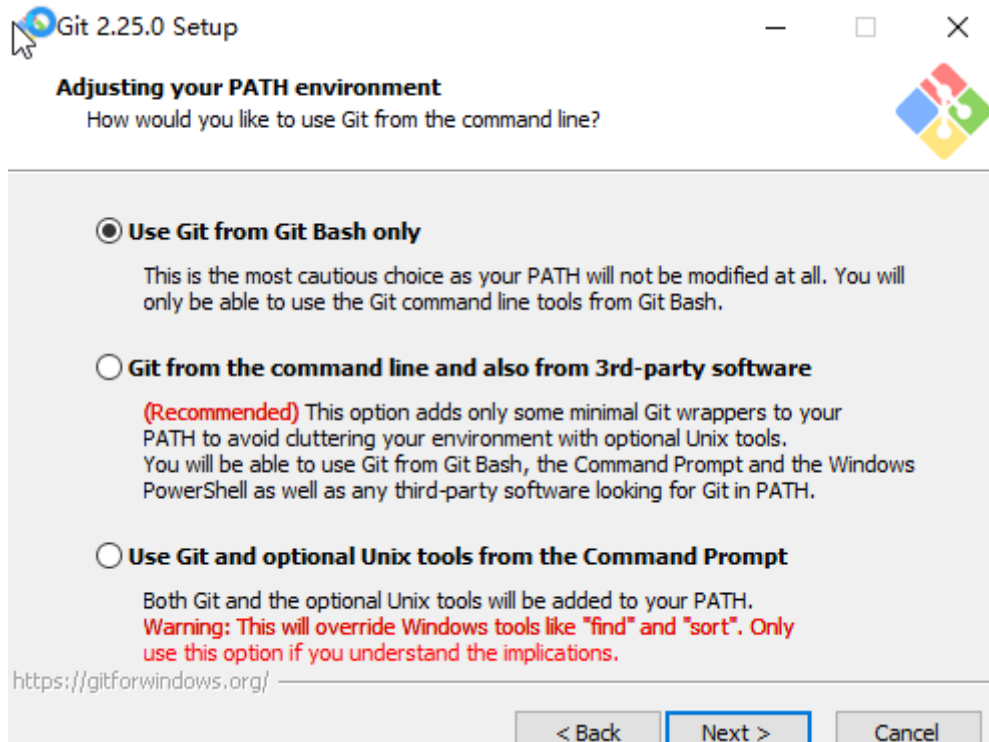 Git 2.25.0 Setup
Adjusting your PATH environment
How would you like to use Git from the command line?
Use Git from Git Bash only
This is the most cautious choice as your PATH will not be modified at all. You will
only be able to use the Git command line tools from Git Bash.
Git from the command line and also from 3rd-party software
(Recommended) This option adds only some minimal Git wrappers to your
PATH to avoid cluttering your environment with optional Unix tools.
You will be able to use Git from Git Bash, the Command Prompt and the Windows
PowerShell as well as any third-party software looking for Git in PATH.
Use Git and optional Unix tools from the Command Prompt
Both Git and the optional Unix tools will be added to your PATH.
Warning: This will override Windows tools like "find" and "sort". Only
use this option if you understand the implications.
https://gitforwindows.org/
< Back Next > Cancel